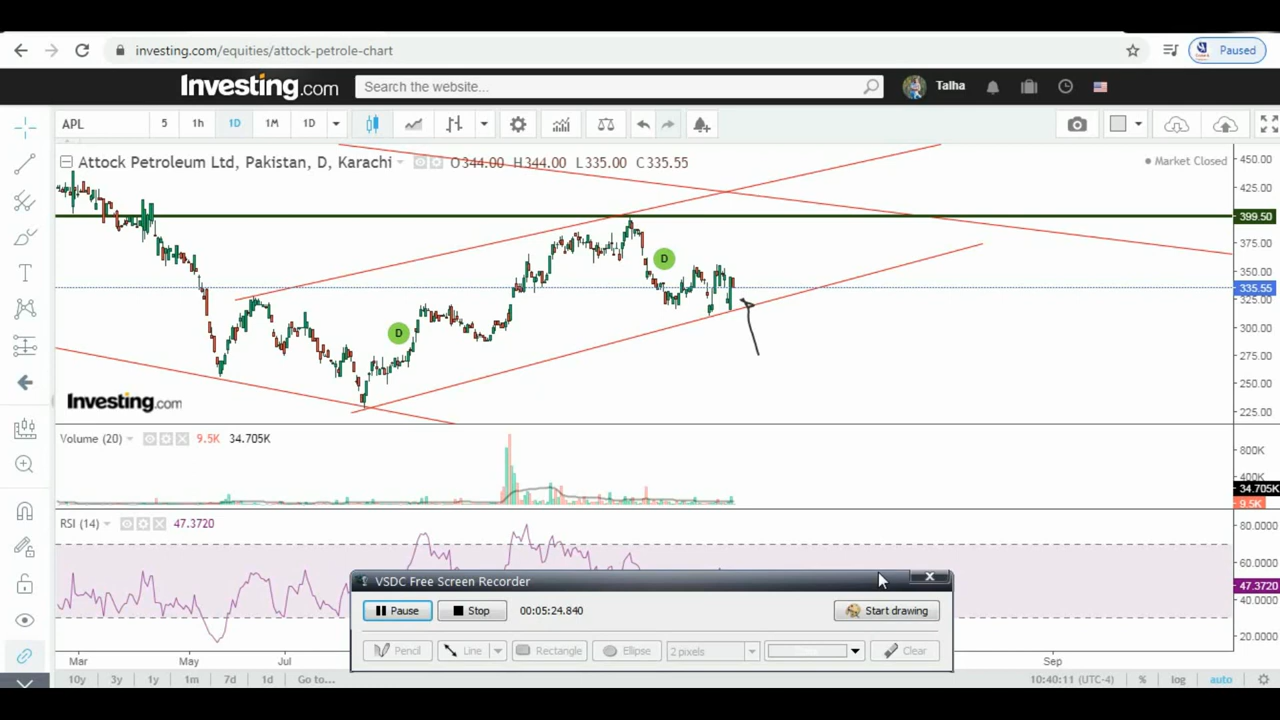 investing.com/equities/attock-petrole-chart
Paused
Investing.com
Search the website...
Talha
APL
5
1h
1D
1M
1D
Attock Petroleum Ltd, Pakistan, D, Karachi
O344.00 H344.00 L335.00 C335.55
Market Closed
450.00
425.00
399.50
375.00
350.00
335.55
325.00
300.00
275.00
250.00
225.00
D
D
Investing.com
Volume (20)
9.5K
34.705K
800K
400K
34.705K
9.5K
RSI (14)
47.3720
80.0000
60.0000
47.3720
40.0000
20.0000
VSDC Free Screen Recorder
Pause
Stop
00:05:24.840
Start drawing
Pencil
Line
Rectangle
Ellipse
2 pixels
Clear
Mar
May
Jul
Sep
10y
3y
1y
1m
7d
1d
Go to...
10:40:11 (UTC-4)
%
log
auto